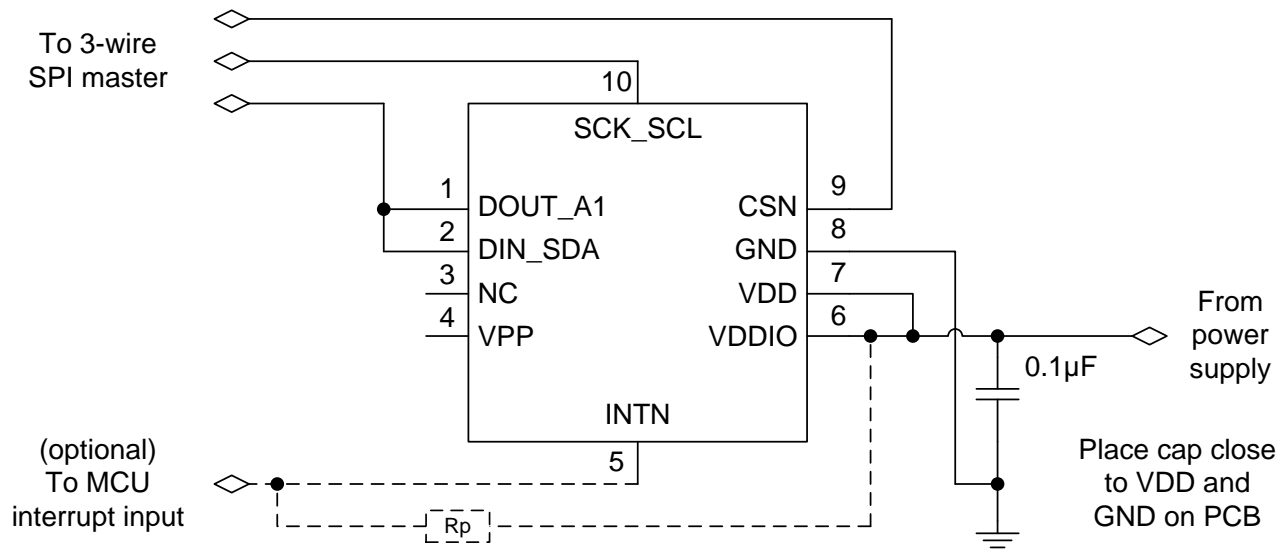 To 3-wire
SPI master
10
SCK_SCL
1
DOUT_A1
2
DIN_SDA
3
NC
4
VPP
9
CSN
8
GND
7
VDD
6
VDDIO
INTN
5
From
power
supply
0.1µF
Place cap close
to VDD and
GND on PCB
(optional)
To MCU
interrupt input
Rp